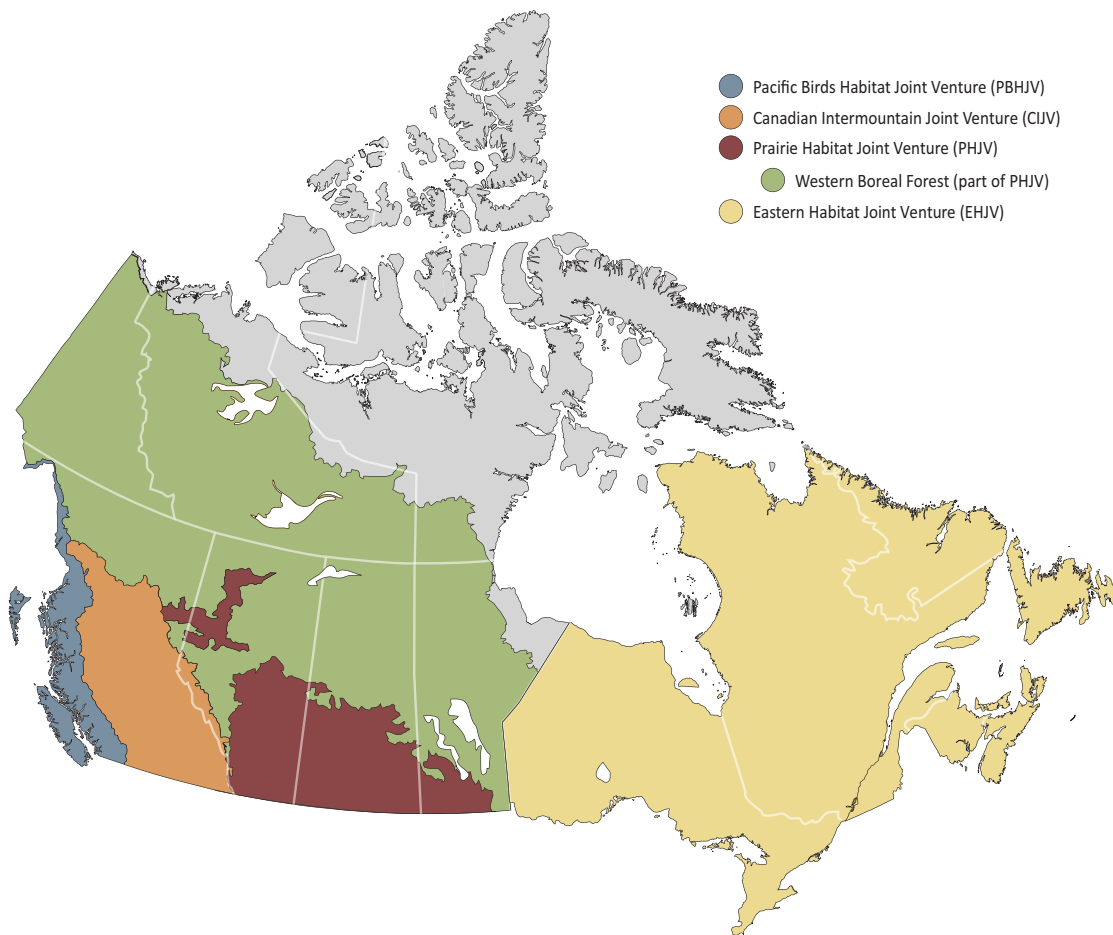 Pacific Birds Habitat Joint Venture (PBHJV)
Canadian Intermountain Joint Venture (CIJV)
Prairie Habitat Joint Venture (PHJV)
Western Boreal Forest (part of PHJV)
Eastern Habitat Joint Venture (EHJV)